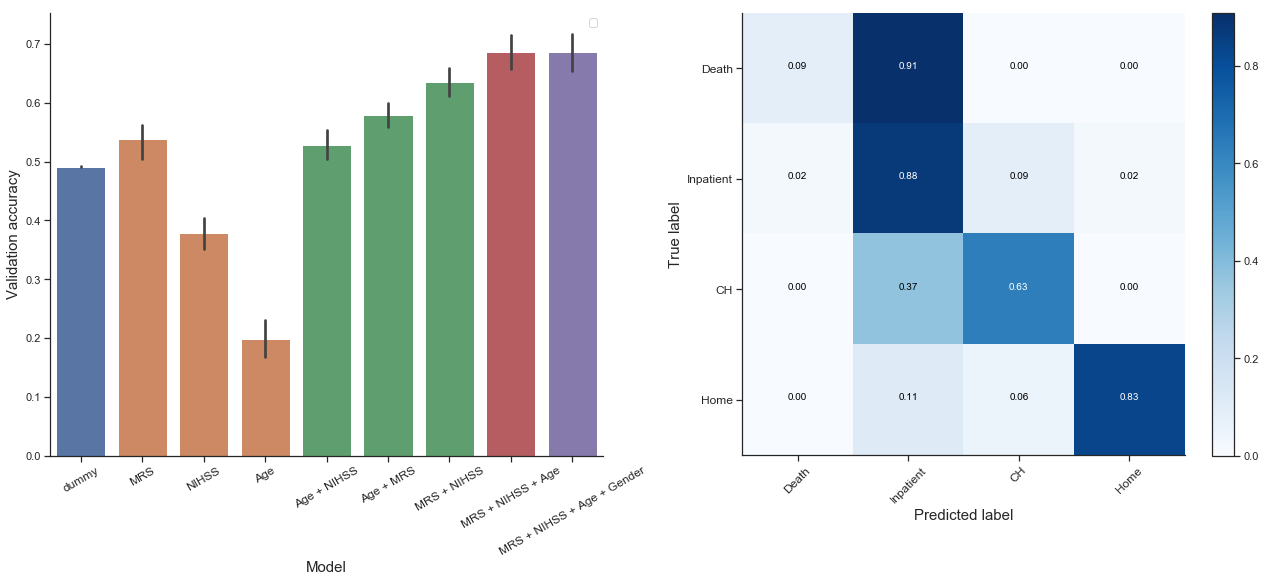 Validation accuracy
0.7
0.6
0.5
0.4
0.3
0.2
0.1
0.0
dummy
MRS
NIHSS
Age
Age + NIHSS
Age + MRS
MRS + NIHSS
MRS + NIHSS + Age
MRS + NIHSS + Age + Gender
Model
True label
Death
0.09
0.91
0.00
0.00
Inpatient
0.02
0.88
0.09
0.02
CH
0.00
0.37
0.63
0.00
Home
0.00
0.11
0.06
0.83
Death
Inpatient
CH
Home
Predicted label
0.8
0.6
0.4
0.2
0.0